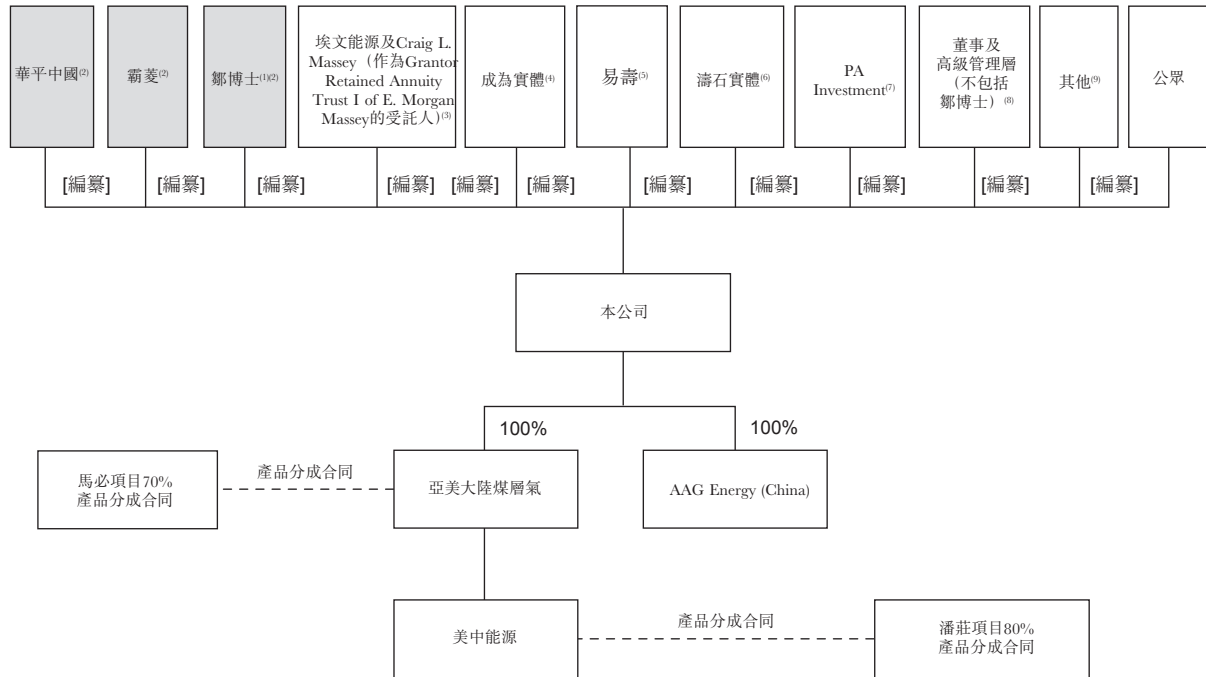 華平中國(2)
霸菱(2)
鄒博士(1)(2)
埃文能源及Craig L.
Massey（作為Grantor
Retained Annuity
Trust I of E. Morgan
Massey的受託人）(3)
成為實體(4)
易壽(5)
濤石實體(6)
PA
Investment(7)
董事及
高級管理層
（不包括
鄒博士）(8)
其他(9)
公眾
[編纂] [編纂] [編纂] [編纂] [編纂] [編纂] [編纂] [編纂] [編纂] [編纂]
本公司
100%
100%
馬必項目70%
產品分成合同
產品分成合同
亞美大陸煤層氣
AAG Energy (China)
美中能源
產品分成合同
潘莊項目80%
產品分成合同